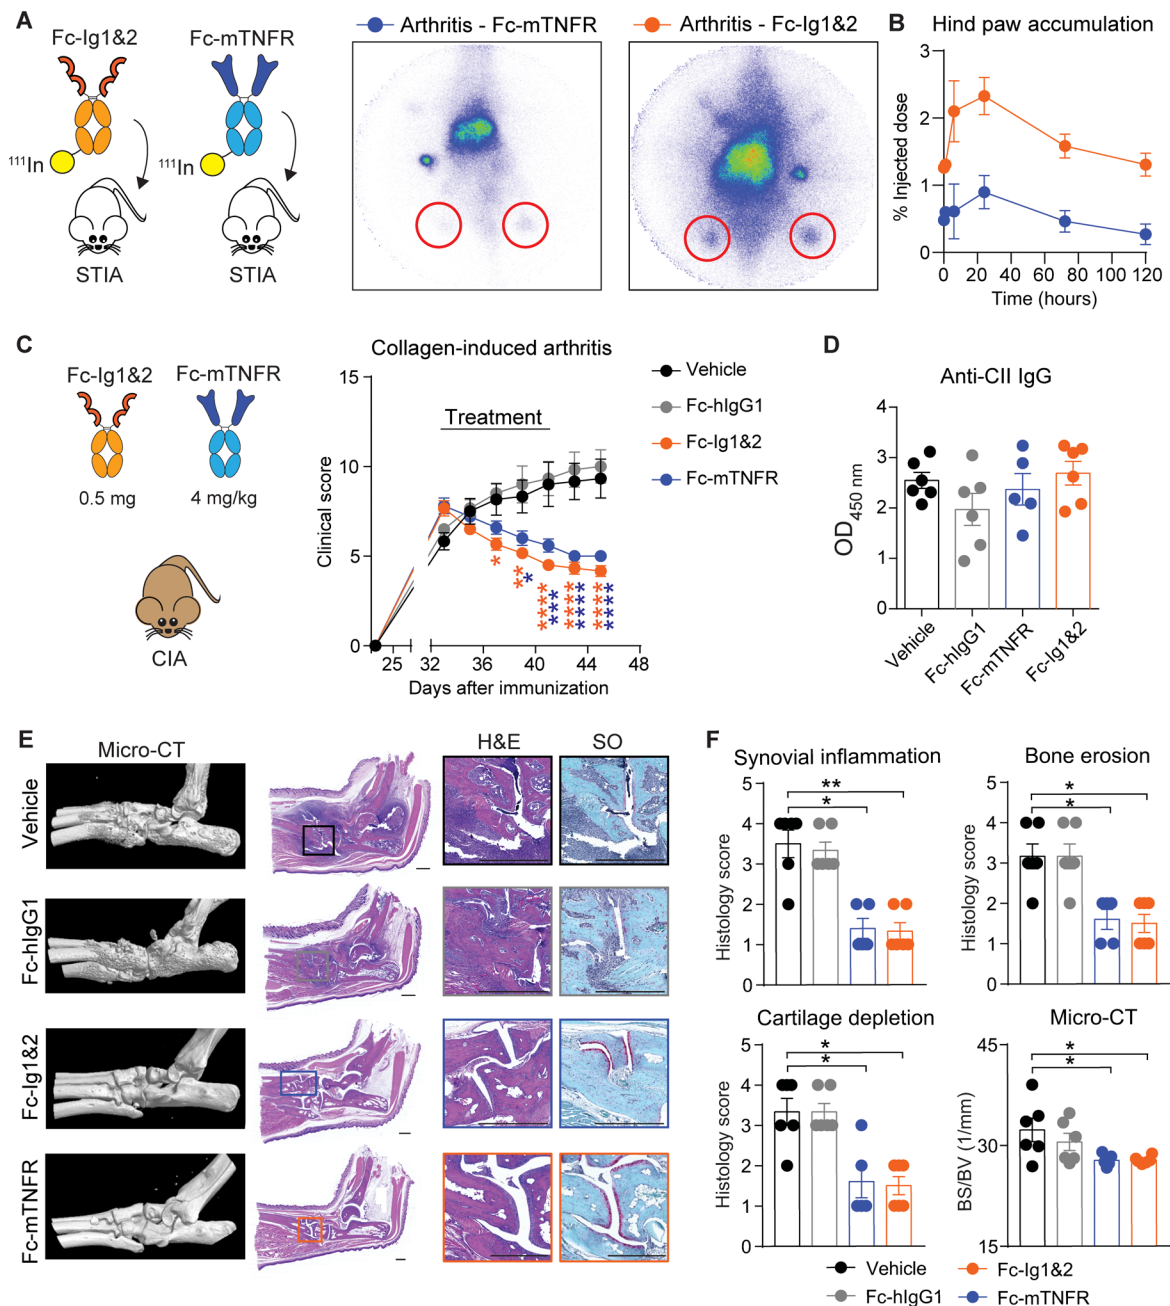 A
Fc-Ig1&2
Fc-mTNFR
111In
111In
STIA
STIA
Arthritis - Fc-mTNFR
Arthritis - Fc-Ig1&2
B
Hind paw accumulation
% Injected dose
3
2
1
0
0 20 40 60 80 100 120
Time (hours)
C
Fc-Ig1&2
Fc-mTNFR
0.5 mg
4 mg/kg
CIA
Collagen-induced arthritis
Treatment
Clinical score
15
10
5
0
25 32 36 40 44 48
Days after immunization
*
** *
**** ***
**** ****
**** ****
Vehicle
Fc-hIgG1
Fc-Ig1&2
Fc-mTNFR
D
Anti-CII IgG
OD450 nm
4
3
2
1
0
Vehicle
Fc-hIgG1
Fc-mTNFR
Fc-Ig1&2
E
Micro-CT
H&E
SO
Vehicle
Fc-hIgG1
Fc-Ig1&2
Fc-mTNFR
F
Synovial inflammation
Histology score
5
4
3
2
1
**
*
Bone erosion
Histology score
5
4
3
2
1
0
*
*
Cartilage depletion
Histology score
5
4
3
2
1
0
*
*
Micro-CT
BS/BV (1/mm)
45
30
15
*
*
Vehicle
Fc-hIgG1
Fc-Ig1&2
Fc-mTNFR